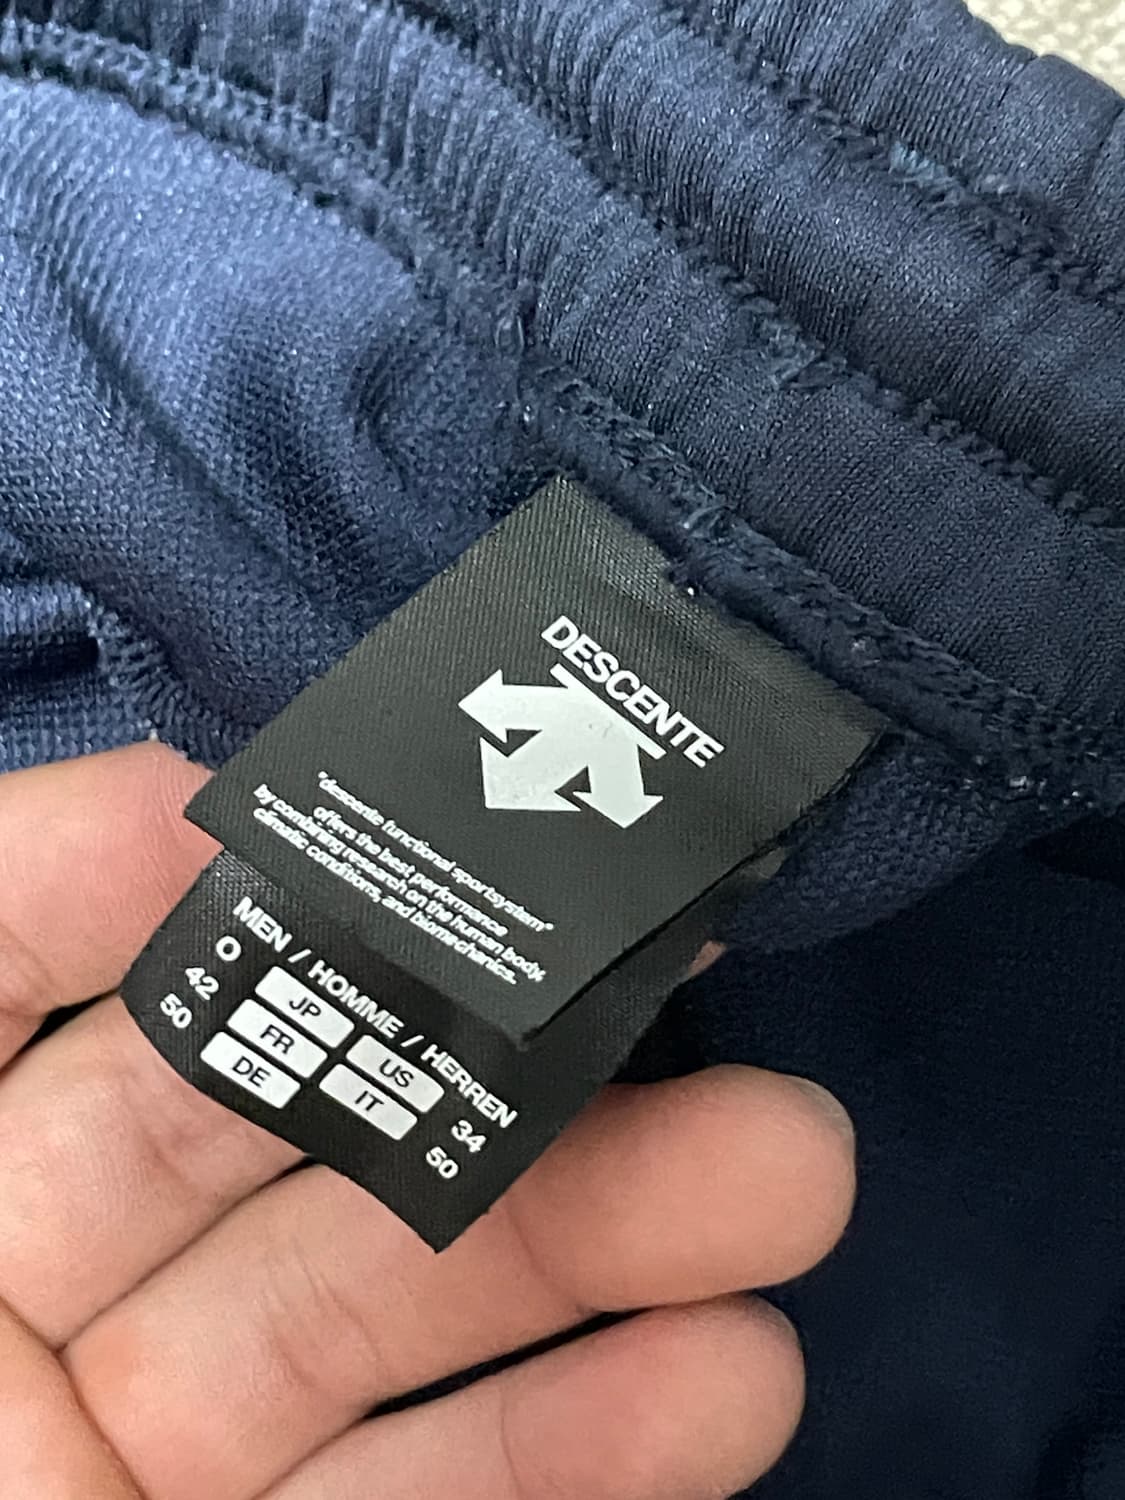 DESCENTE
"descente functional sportsystem"
offers the best performance
by combining research on the human body,
climatic conditions, and biomechanics.
MEN / HOMME / HERREN
O JP US 34
42 FR IT 50
50 DE